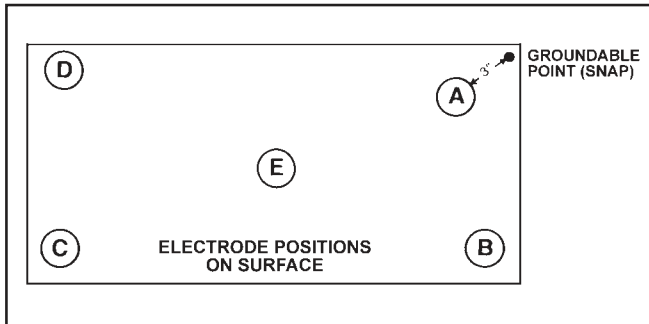 D
GROUNDABLE
POINT (SNAP)
3"
A
E
C
ELECTRODE POSITIONS
ON SURFACE
B